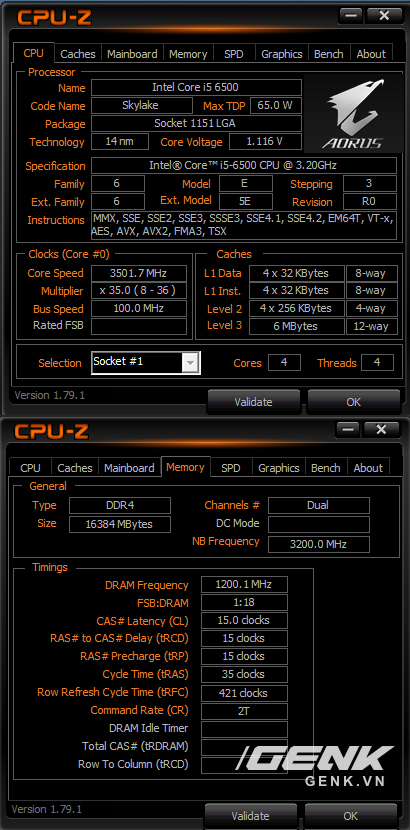 CPU-Z
CPU Caches Mainboard Memory SPD Graphics Bench About
Processor
Name Intel Core i5 6500
Code Name Skylake Max TDP 65.0 W
Package Socket 1151 LGA
Technology 14 nm Core Voltage 1.116 V
AORUS
Specification Intel® Core™ i5-6500 CPU @ 3.20GHz
Family 6 Model E Stepping 3
Ext. Family 6 Ext. Model 5E Revision R0
Instructions MMX, SSE, SSE2, SSE3, SSSE3, SSE4.1, SSE4.2, EM64T, VT-x,
AES, AVX, AVX2, FMA3, TSX
Clocks (Core #0) Caches
Core Speed 3501.7 MHz L1 Data 4 x 32 KBytes 8-way
Multiplier x 35.0 ( 8 - 36 ) L1 Inst. 4 x 32 KBytes 8-way
Bus Speed 100.0 MHz Level 2 4 x 256 KBytes 4-way
Rated FSB Level 3 6 MBytes 12-way
Selection Socket #1 Cores 4 Threads 4
Version 1.79.1
Validate OK
CPU-Z
CPU Caches Mainboard Memory SPD Graphics Bench About
General
Type DDR4 Channels # Dual
Size 16384 MBytes DC Mode
NB Frequency 3200.0 MHz
Timings
DRAM Frequency 1200.1 MHz
FSB:DRAM 1:18
CAS# Latency (CL) 15.0 clocks
RAS# to CAS# Delay (tRCD) 15 clocks
RAS# Precharge (tRP) 15 clocks
Cycle Time (tRAS) 35 clocks
Row Refresh Cycle Time (tRFC) 421 clocks
Command Rate (CR) 2T
DRAM Idle Timer
Total CAS# (tRDRAM)
Row To Column (tRCD)
GENK
GENK.VN
Version 1.79.1
Validate OK